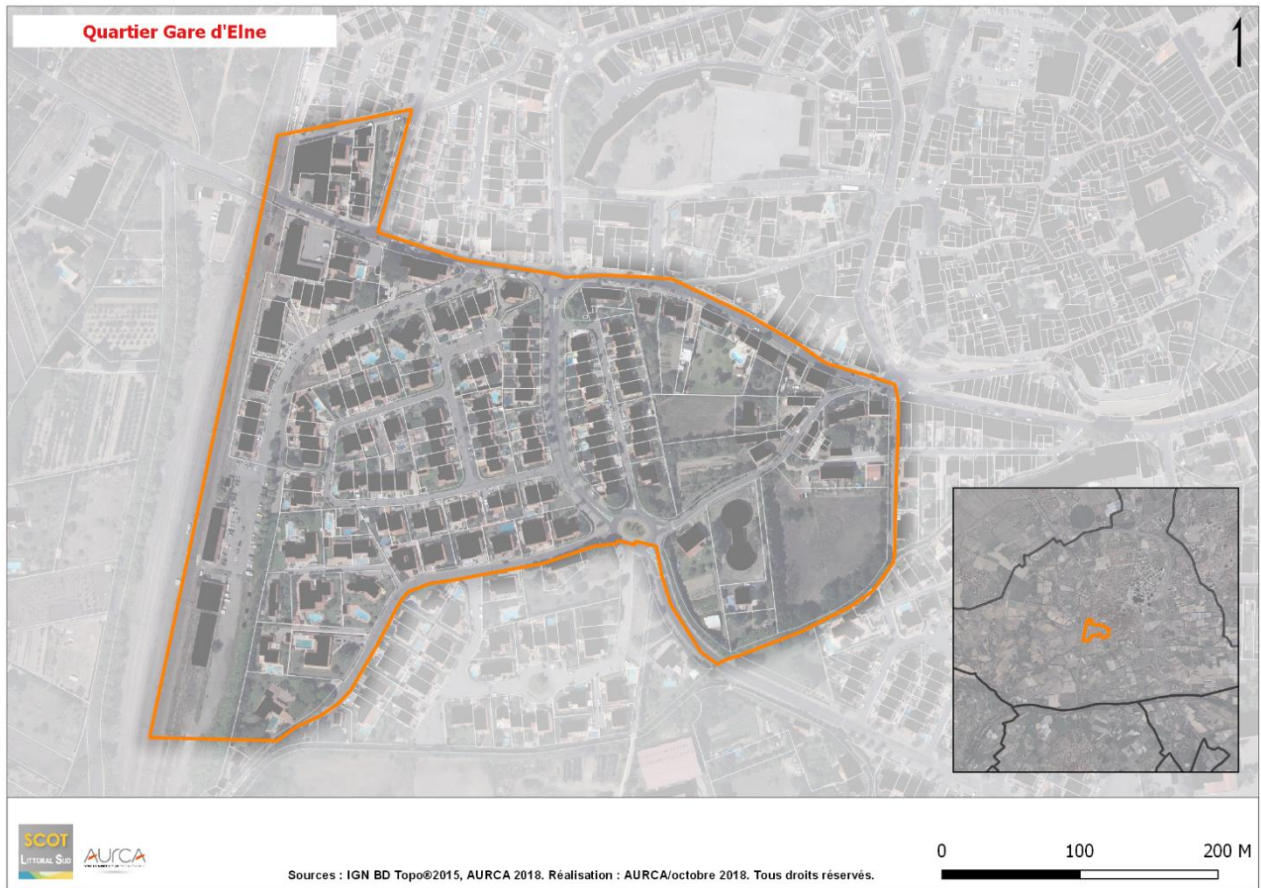 Quartier Gare d'Elne
SCOT
LITTORAL SUD
AURCA
Sources : IGN BD Topo®2015, AURCA 2018. Réalisation : AURCA/octobre 2018. Tous droits réservés.
0 100 200 M